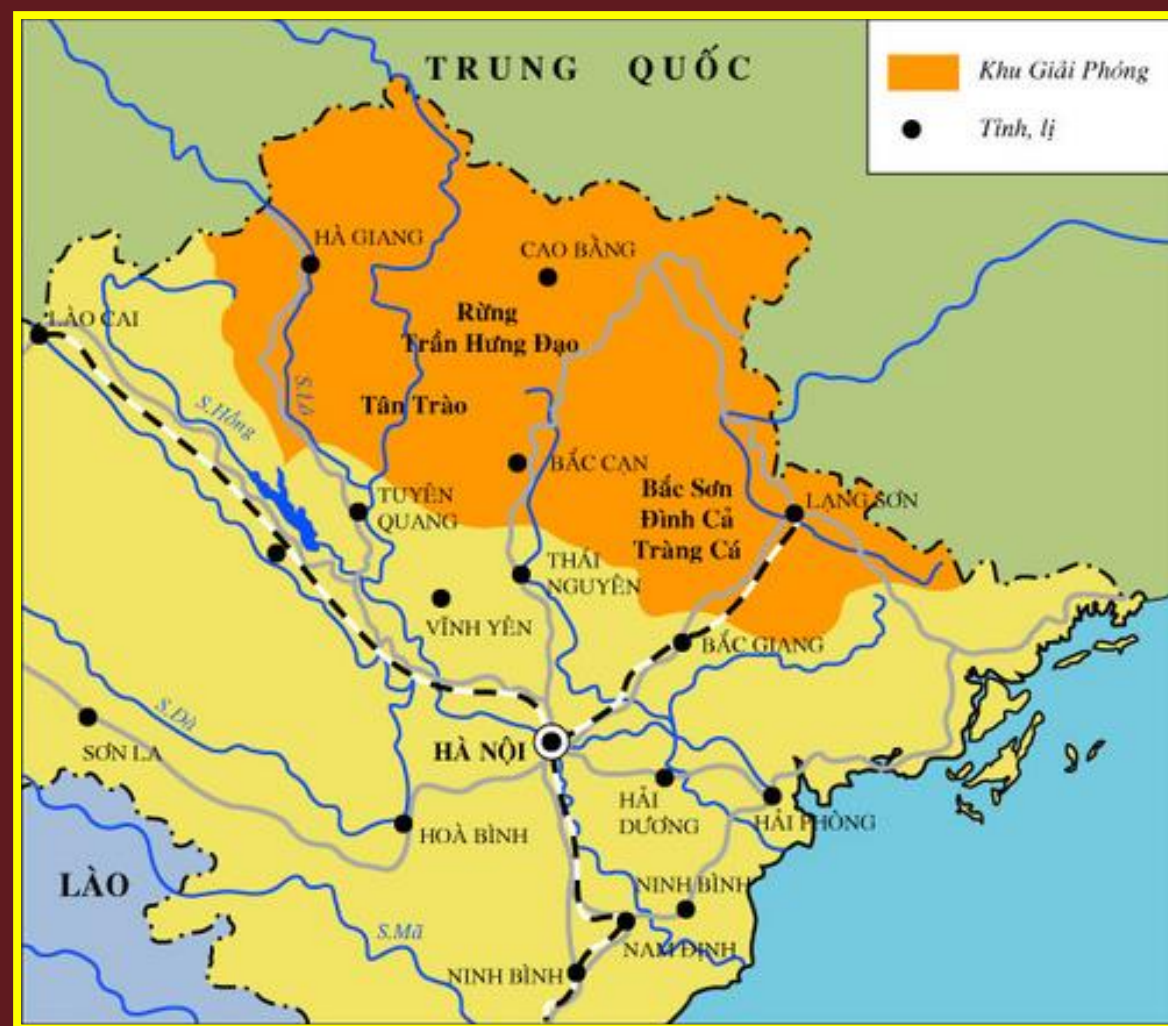 TRUNG QUỐC
Khu Giải Phóng
Tỉnh, lị
HÀ GIANG
CAO BẰNG
LÀO CAI
Rừng
Trần Hưng Đạo
S.Lô
Tân Trào
S.Hồng
BẮC CẠN
TUYÊN
QUANG
Bắc Sơn
Đình Cả
Tràng Cá
LẠNG SƠN
THÁI
NGUYÊN
VĨNH YÊN
BẮC GIANG
S.Đà
SƠN LA
HÀ NỘI
HẢI
DƯƠNG
HẢI PHÒNG
HOÀ BÌNH
LÀO
NINH BÌNH
S.Mã
NAM ĐỊNH
NINH BÌNH